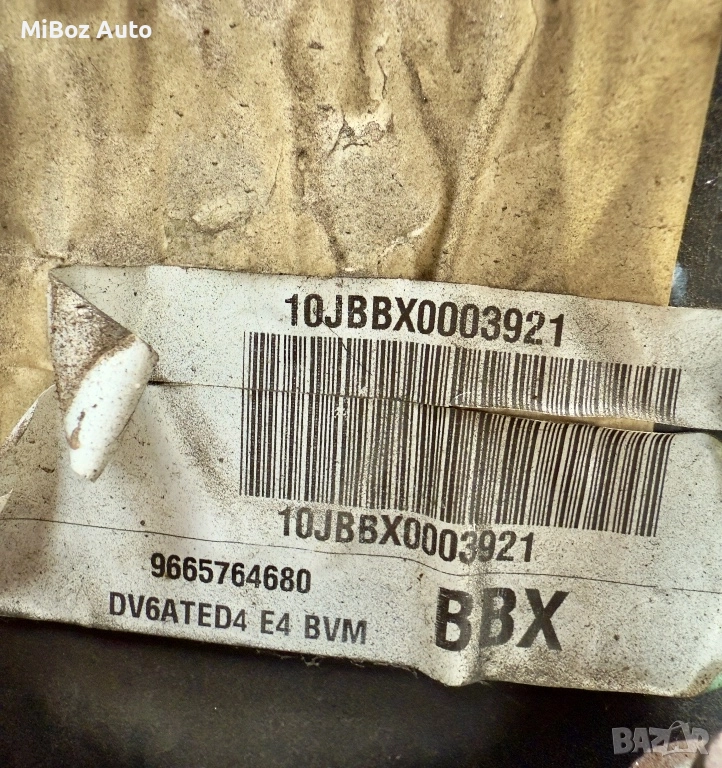 MiBoz Auto
10JBBX0003921
10JBBX0003921
9665764680
DV6ATED4 E4 BVM
BBX
BAZAR